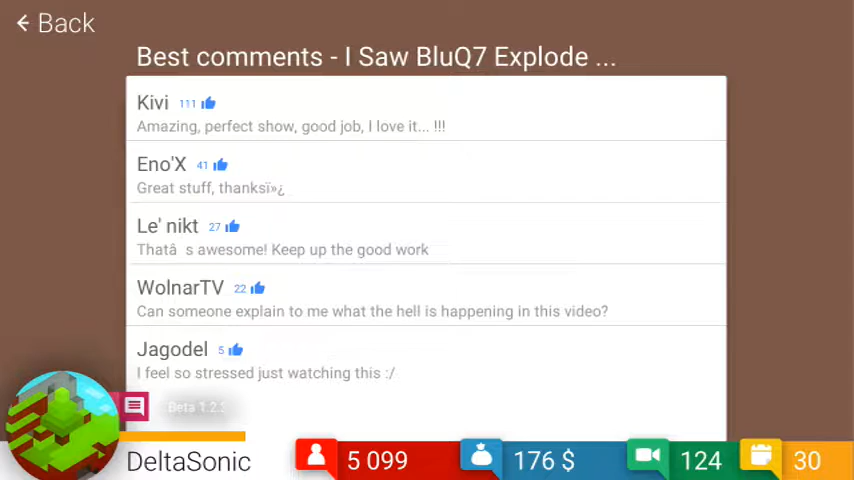 Back
Best comments - I Saw BluQ7 Explode ...
Kivi 111
Amazing, perfect show, good job, I love it... !!!
Eno'X 41
Great stuff, thanksï»¿
Le' nikt 27
Thatâ s awesome! Keep up the good work
WolnarTV 22
Can someone explain to me what the hell is happening in this video?
Jagodel 5
I feel so stressed just watching this :/
Beta 1.2.2
DeltaSonic 5 099 176 $ 124 30